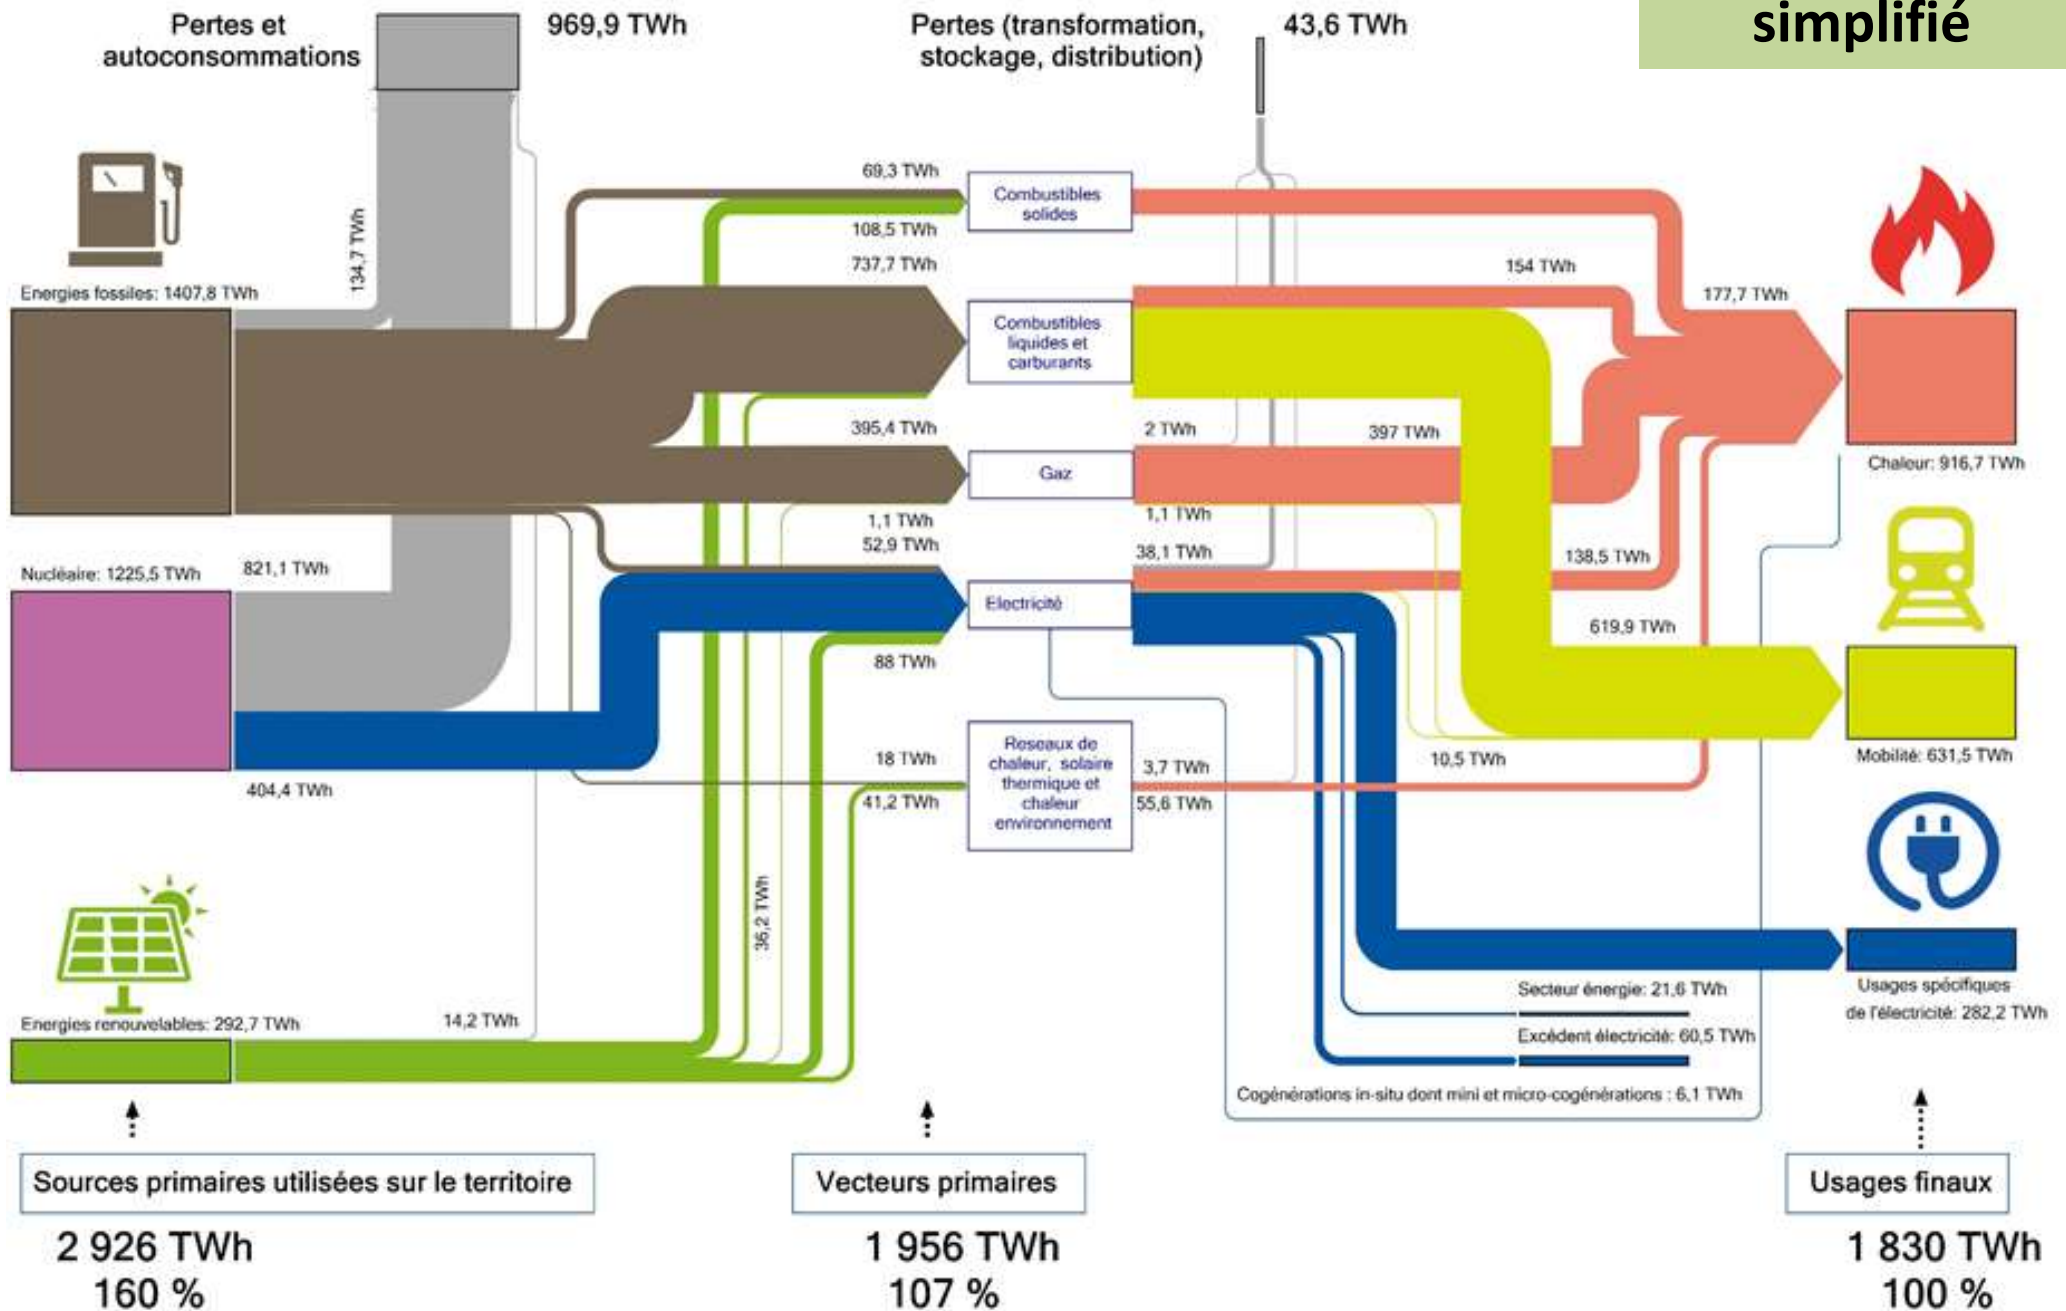 simplifié
Pertes et
autoconsommations
969,9 TWh
Pertes (transformation,
stockage, distribution)
43,6 TWh
134,7 TWh
69,3 TWh
Combustibles
solides
108,5 TWh
737,7 TWh
154 TWh
177,7 TWh
Energies fossiles: 1407,8 TWh
Combustibles
liquides et
carburants
395,4 TWh
2 TWh
397 TWh
Gaz
Chaleur: 916,7 TWh
1,1 TWh
1,1 TWh
52,9 TWh
38,1 TWh
138,5 TWh
Nucléaire: 1225,5 TWh
821,1 TWh
Electricité
619,9 TWh
88 TWh
Reseaux de
chaleur, solaire
thermique et
chaleur
environnement
18 TWh
3,7 TWh
10,5 TWh
Mobilité: 631,5 TWh
404,4 TWh
41,2 TWh
55,6 TWh
36,2 TWh
Energies renouvelables: 292,7 TWh
14,2 TWh
Secteur énergie: 21,6 TWh
Usages spécifiques
de l'électricité: 282,2 TWh
Excédent électricité: 60,5 TWh
Cogénérations in-situ dont mini et micro-cogénérations : 6,1 TWh
Sources primaires utilisées sur le territoire
Vecteurs primaires
Usages finaux
2 926 TWh
160 %
1 956 TWh
107 %
1 830 TWh
100 %